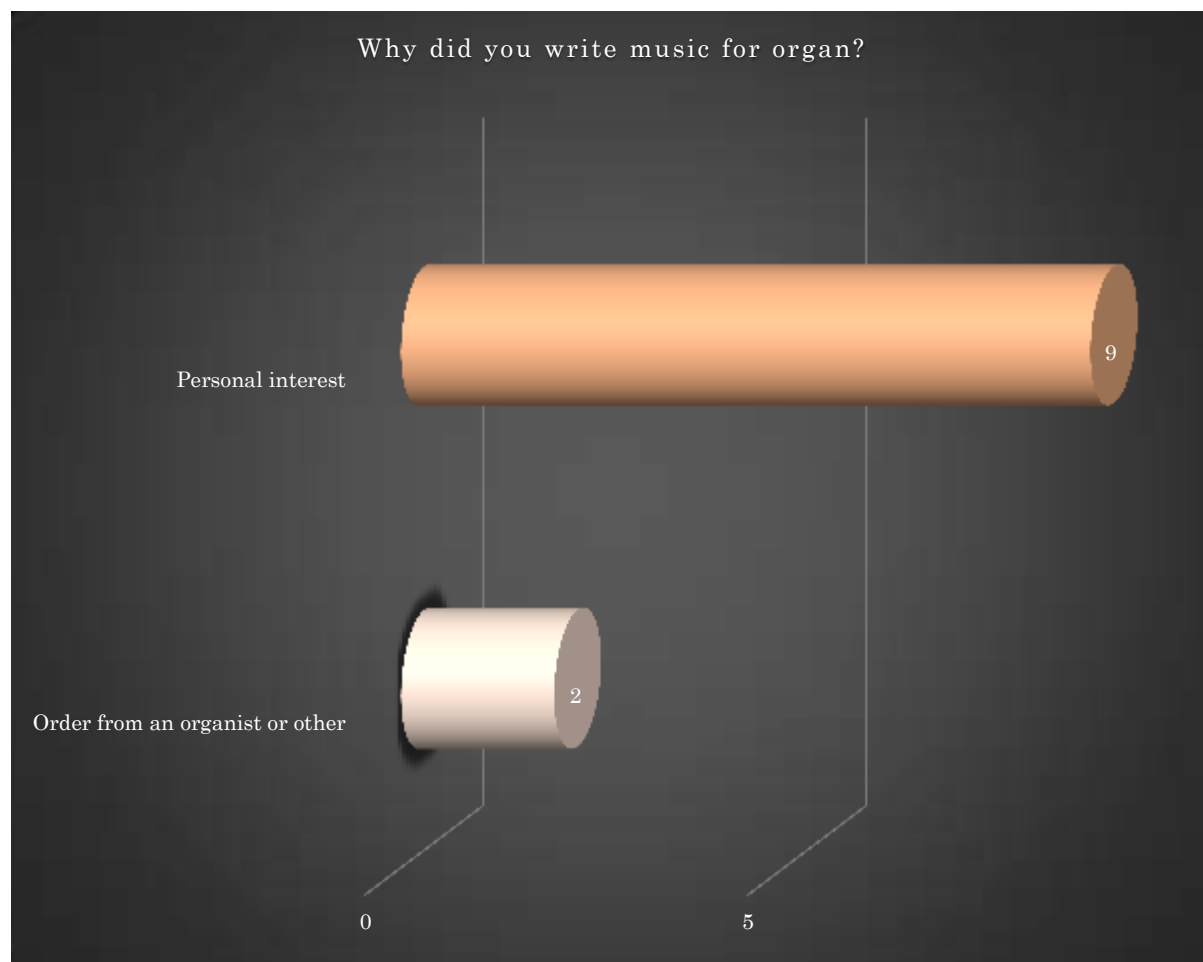 Why did you write music for organ?
9
Personal interest
2
Order from an organist or other
0 5